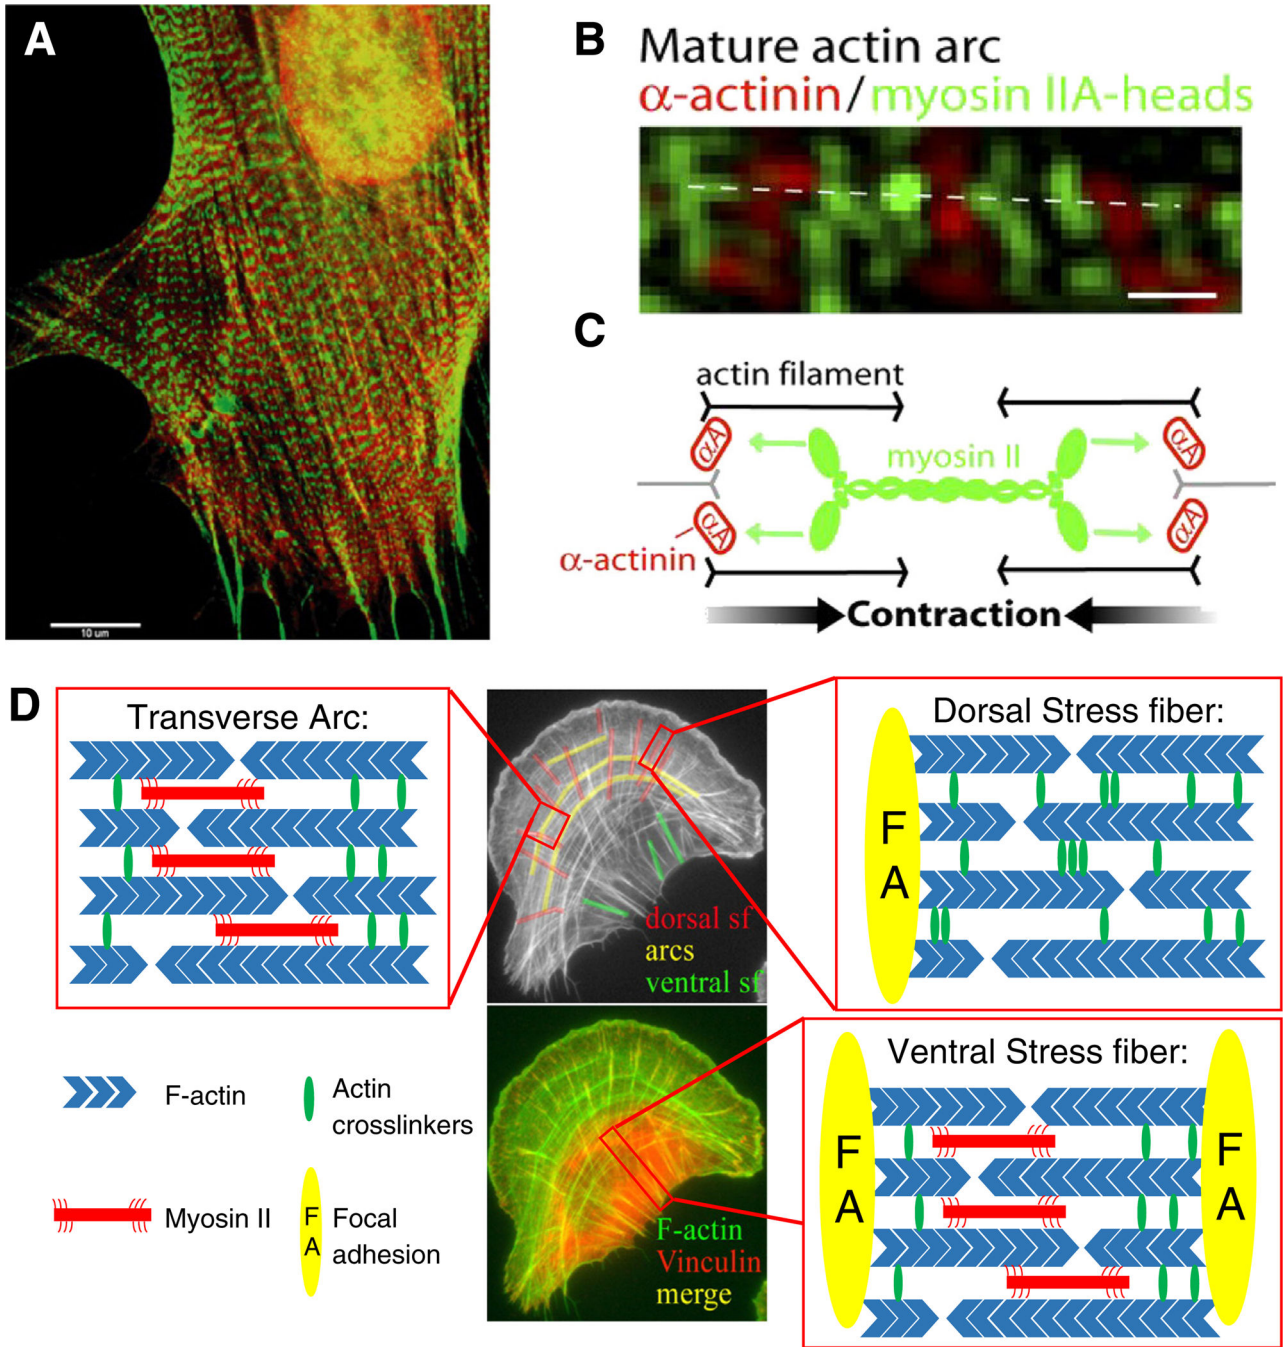 A
10 um
B
Mature actin arc
α-actinin/myosin IIA-heads
C
actin filament
αA
αA
myosin II
αA
αA
α-actinin
Contraction
D
Transverse Arc:
dorsal sf
arcs
ventral sf
Dorsal Stress fiber:
F
A
F-actin
Actin
crosslinkers
Myosin II
F
A
Focal
adhesion
F-actin
Vinculin
merge
Ventral Stress fiber:
F
A
F
A